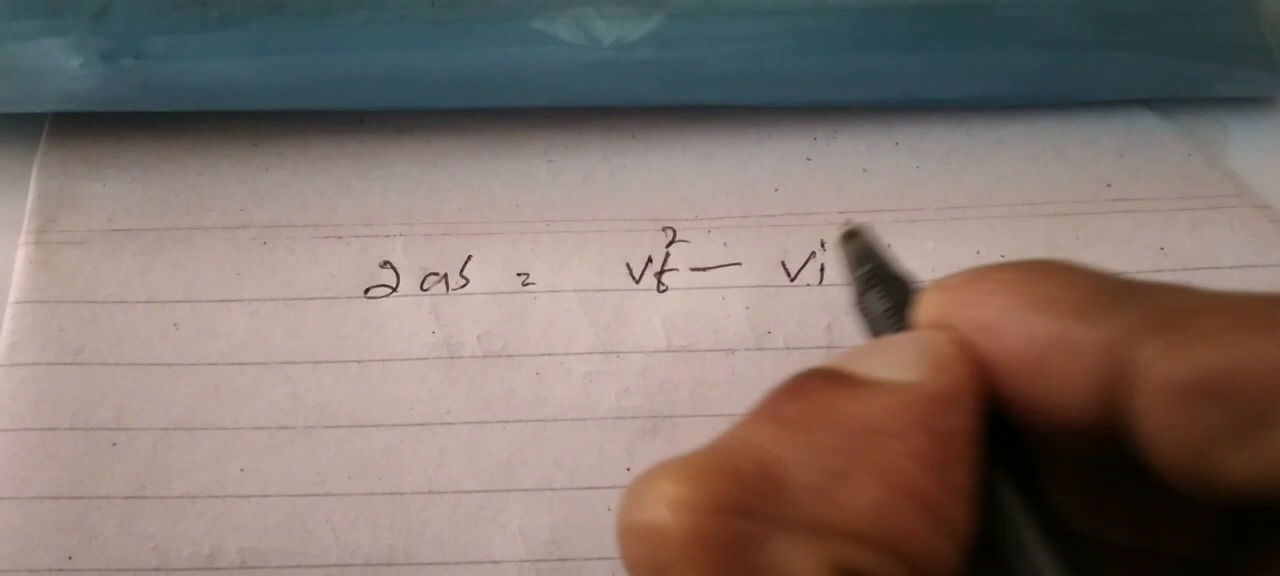 2as = vf² - vi